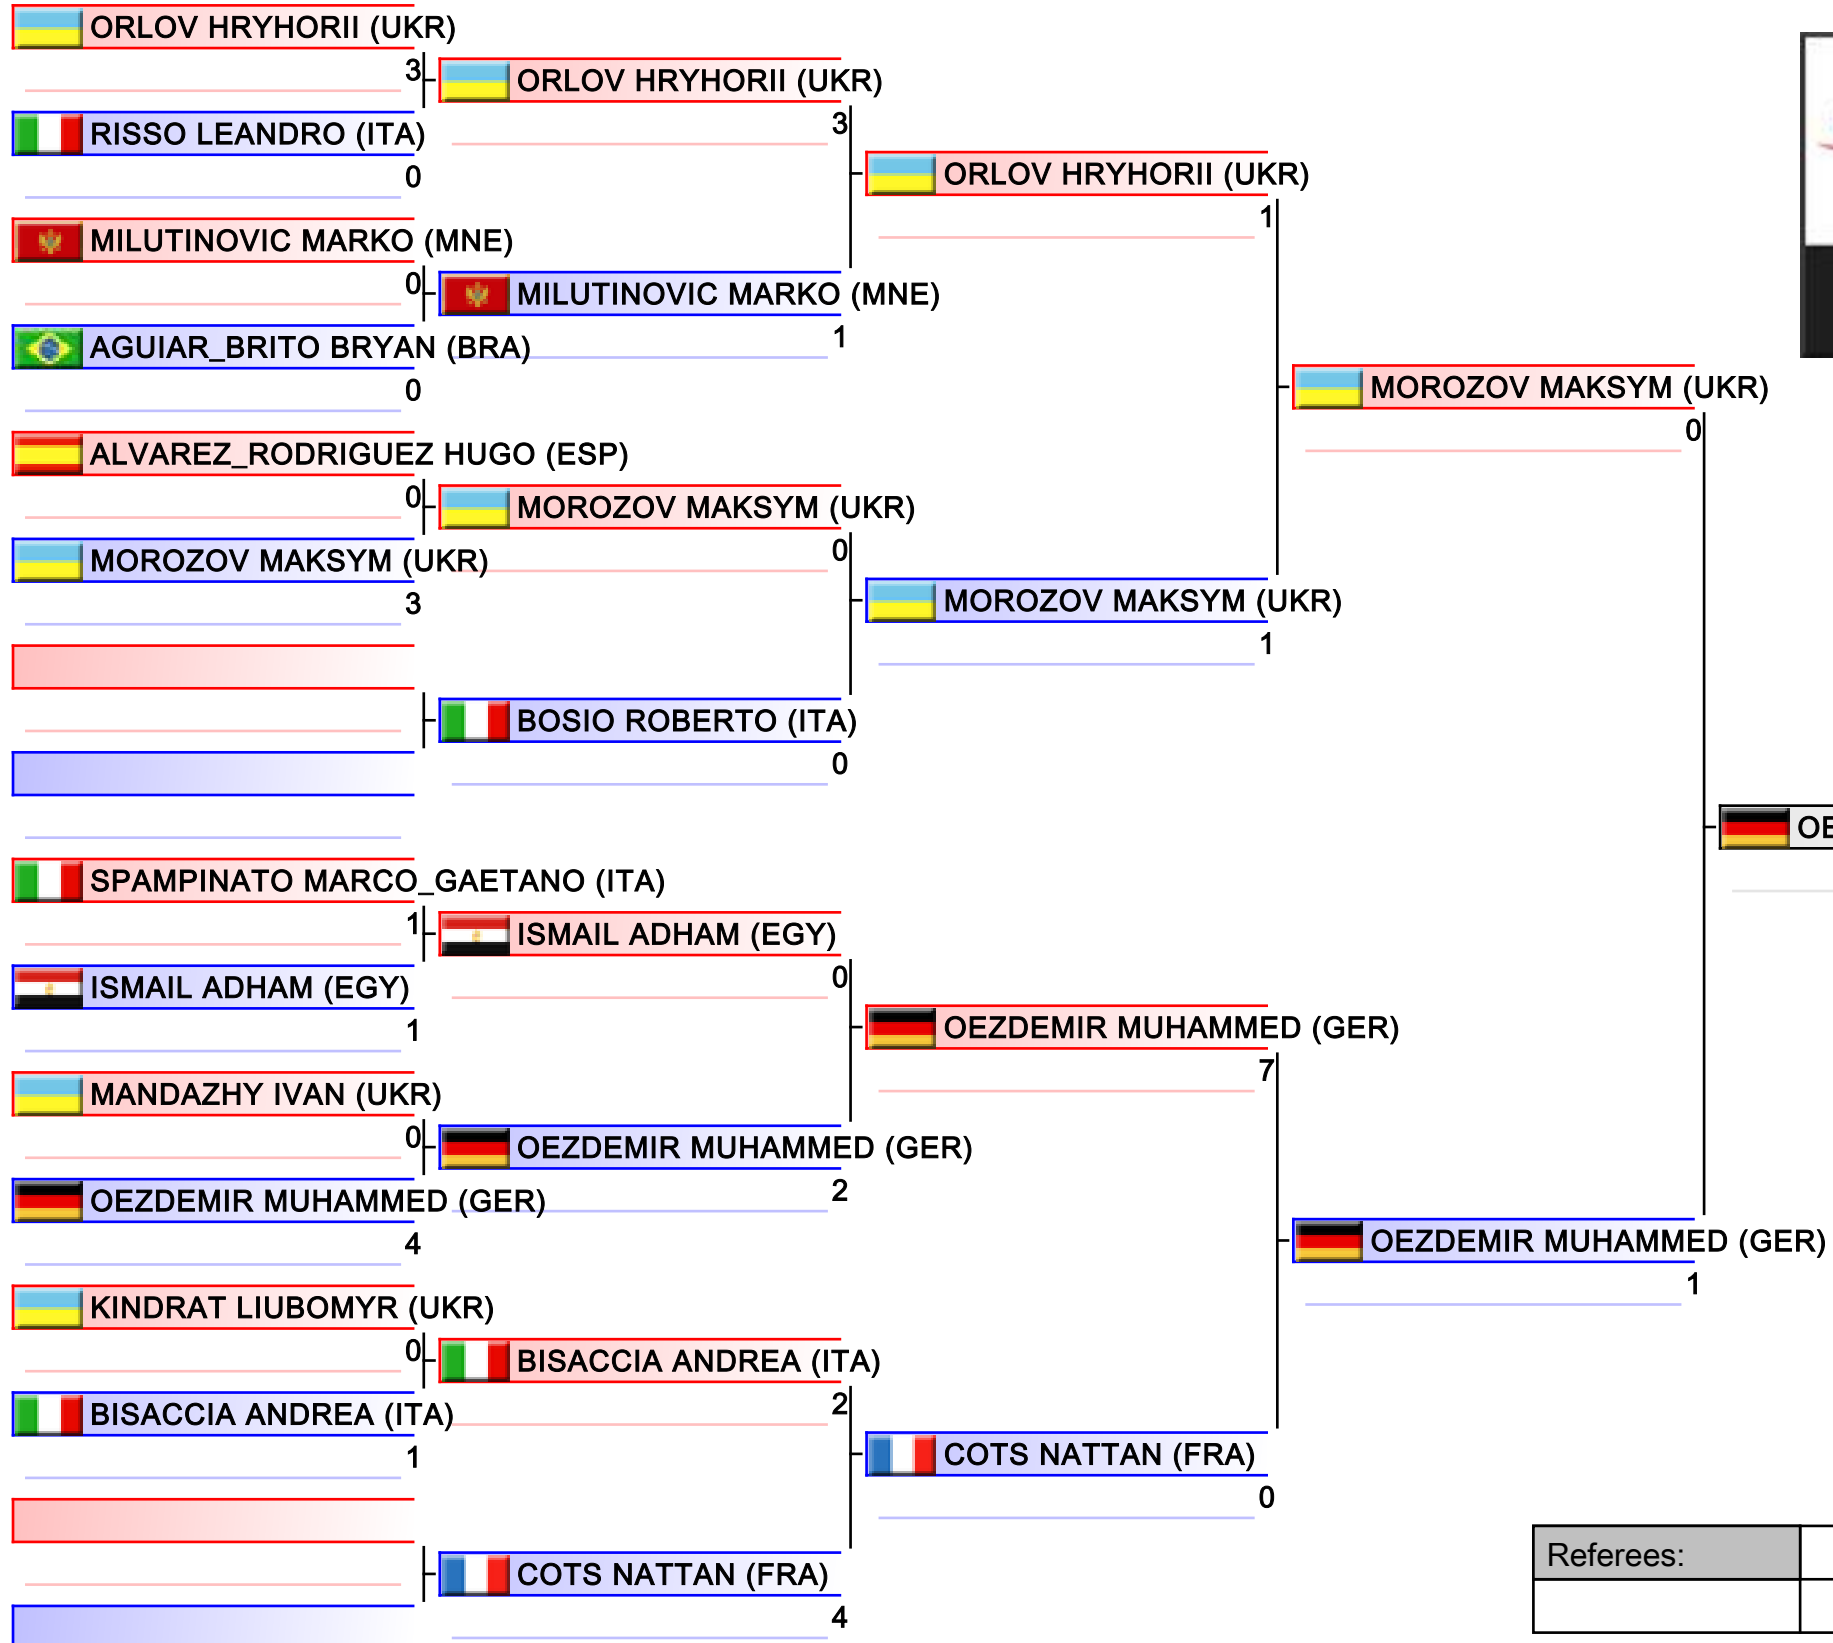 ORLOV HRYHORII (UKR)
3
ORLOV HRYHORII (UKR)
3
RISSO LEANDRO (ITA)
0
ORLOV HRYHORII (UKR)
1
MILUTINOVIC MARKO (MNE)
0
MILUTINOVIC MARKO (MNE)
1
AGUIAR_BRITO BRYAN (BRA)
0
MOROZOV MAKSYM (UKR)
0
ALVAREZ_RODRIGUEZ HUGO (ESP)
0
MOROZOV MAKSYM (UKR)
0
MOROZOV MAKSYM (UKR)
3
MOROZOV MAKSYM (UKR)
1
BOSIO ROBERTO (ITA)
0
OE
SPAMPINATO MARCO_GAETANO (ITA)
1
ISMAIL ADHAM (EGY)
0
ISMAIL ADHAM (EGY)
1
OEZDEMIR MUHAMMED (GER)
7
MANDAZHY IVAN (UKR)
0
OEZDEMIR MUHAMMED (GER)
2
OEZDEMIR MUHAMMED (GER)
4
OEZDEMIR MUHAMMED (GER)
1
KINDRAT LIUBOMYR (UKR)
0
BISACCIA ANDREA (ITA)
2
BISACCIA ANDREA (ITA)
1
COTS NATTAN (FRA)
0
COTS NATTAN (FRA)
4
Referees: